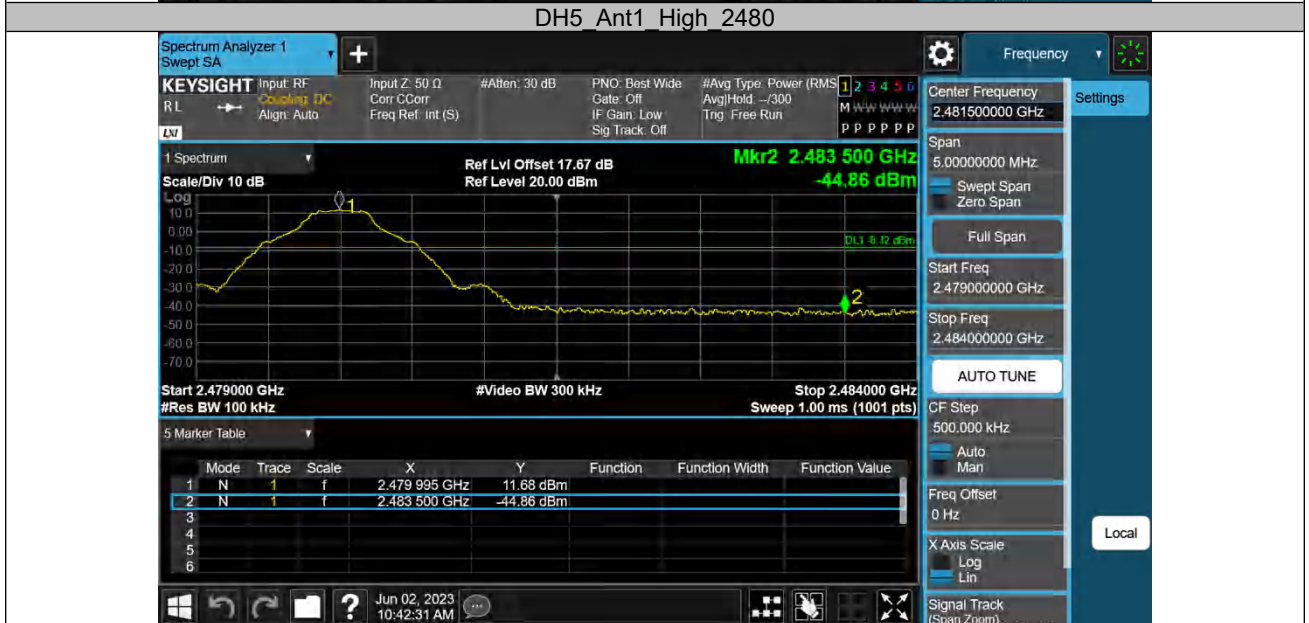 DH5_Ant1_High_2480
Spectrum Analyzer 1
Swept SA
Frequency
KEYSIGHT
RL
LXI
Input: RF
Coupling: DC
Align: Auto
Input Z: 50 Ω
Corr CCorr
Freq Ref: Int (S)
#Atten: 30 dB
PNO: Best Wide
Gate: Off
IF Gain: Low
Sig Track: Off
#Avg Type: Power (RMS
Avg|Hold: --/300
Trig: Free Run
1 2 3 4 5 6
M W W W W W
P P P P P P
Center Frequency
2.481500000 GHz
Settings
Span
5.00000000 MHz
Swept Span
Zero Span
Full Span
Start Freq
2.479000000 GHz
Stop Freq
2.484000000 GHz
AUTO TUNE
CF Step
500.000 kHz
Auto
Man
Freq Offset
0 Hz
X Axis Scale
Log
Lin
Signal Track
(Span Zoom)
Local
1 Spectrum
Scale/Div 10 dB
Ref Lvl Offset 17.67 dB
Ref Level 20.00 dBm
Mkr2 2.483 500 GHz
-44.86 dBm
Log
10.0
0.00
-10.0
-20.0
-30.0
-40.0
-50.0
-60.0
-70.0
1
2
Start 2.479000 GHz
#Res BW 100 kHz
#Video BW 300 kHz
Stop 2.484000 GHz
Sweep 1.00 ms (1001 pts)
5 Marker Table
Mode Trace Scale X Y Function Function Width Function Value
1 N 1 f 2.479 995 GHz 11.68 dBm
2 N 1 f 2.483 500 GHz -44.86 dBm
3
4
5
6
?
Jun 02, 2023
10:42:31 AM